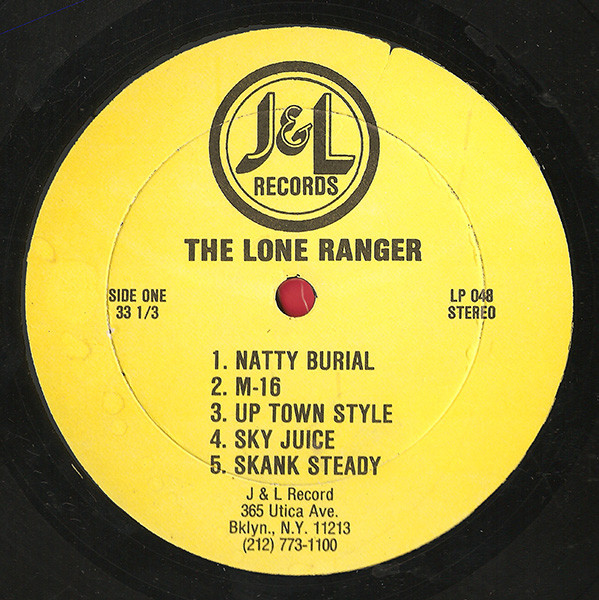 J&L
RECORDS
THE LONE RANGER
SIDE ONE
33 1/3
LP 048
STEREO
1. NATTY BURIAL
2. M-16
3. UP TOWN STYLE
4. SKY JUICE
5. SKANK STEADY
J & L Record
365 Utica Ave.
Bklyn., N.Y. 11213
(212) 773-1100